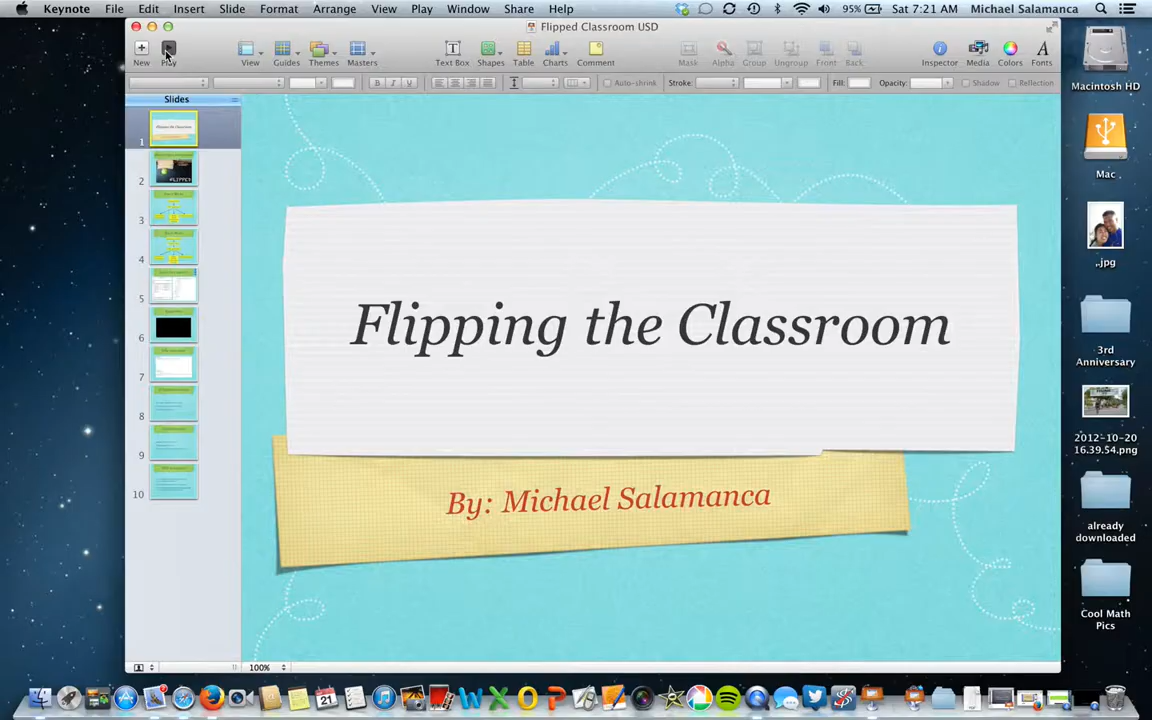 Keynote File Edit Insert Slide Format Arrange View Play Window Share Help 95% Sat 7:21 AM Michael Salamanca
Flipped Classroom USD
New Play View Guides Themes Masters Text Box Shapes Table Charts Comment Mask Alpha Group Ungroup Front Back Inspector Media Colors Fonts
B I U Auto-shrink Stroke: Fill: Opacity: Shadow Reflection
Slides
1
2
3
4
5
6
7
8
9
10
Flipping the Classroom
By: Michael Salamanca
100%
Macintosh HD
Mac
.jpg
3rd
Anniversary
2012-10-20
16.39.54.png
already
downloaded
Cool Math
Pics